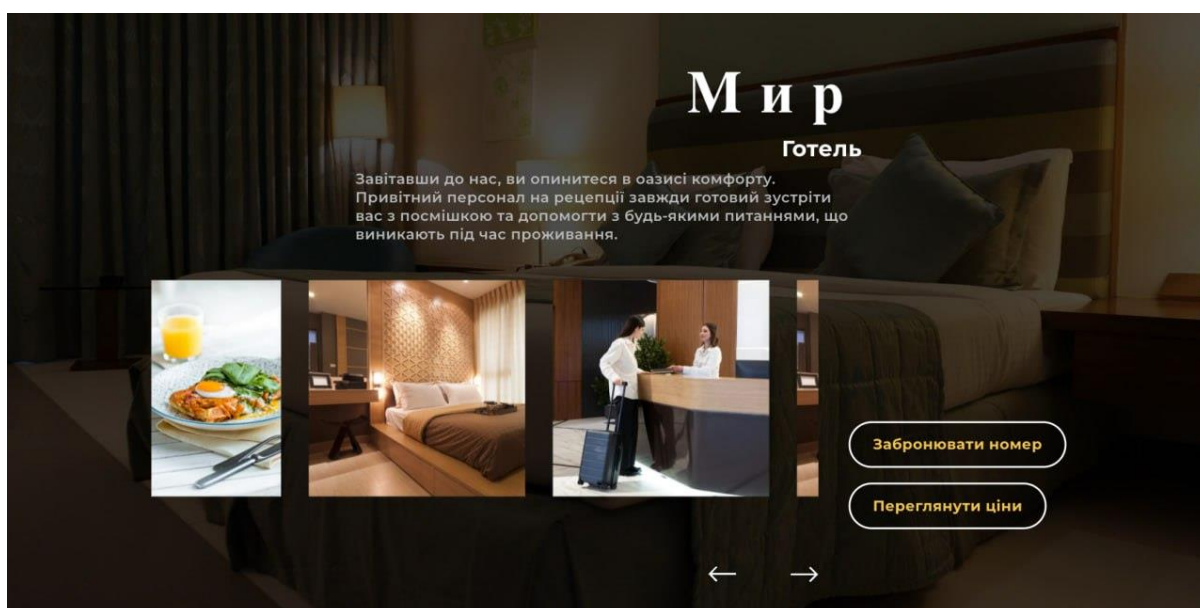 Мир
Готель
Завітавши до нас, ви опинитеся в оазисі комфорту.
Привітний персонал на рецепції завжди готовий зустріти
вас з посмішкою та допомогти з будь-якими питаннями, що
виникають під час проживання.
Забронювати номер
Переглянути ціни